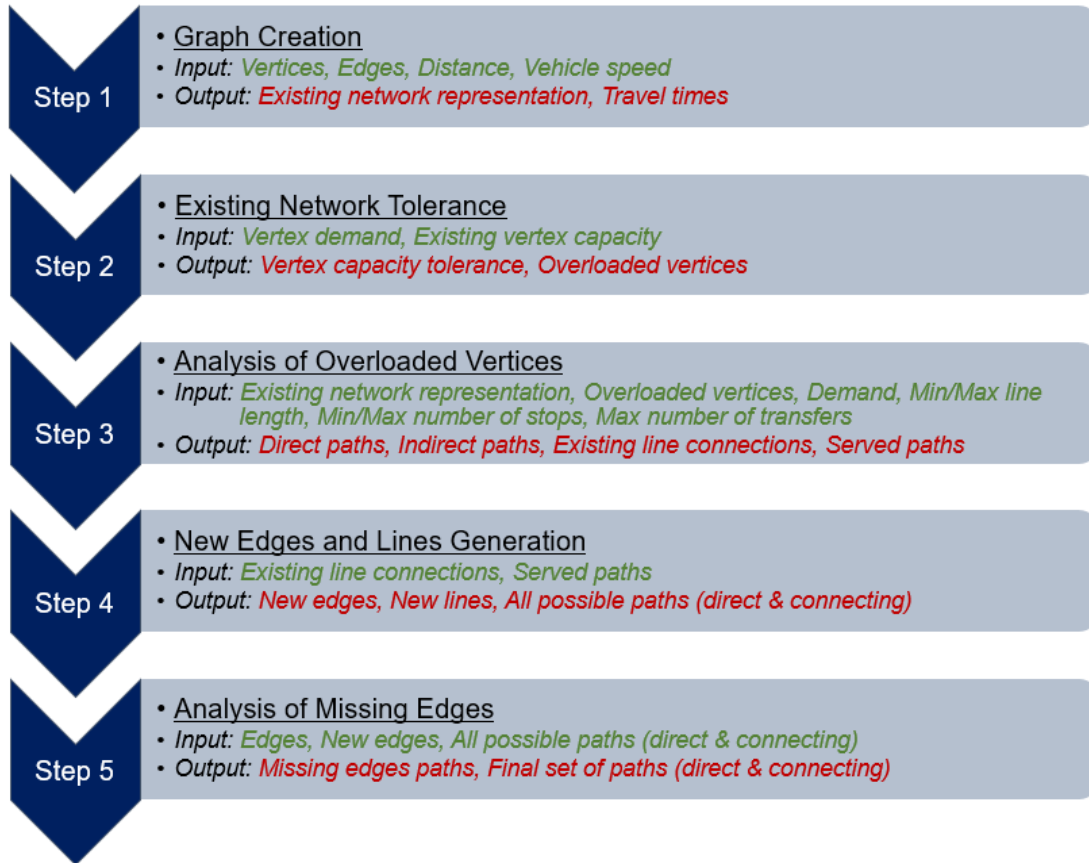 Step 1
• Graph Creation
• Input: Vertices, Edges, Distance, Vehicle speed
• Output: Existing network representation, Travel times
Step 2
• Existing Network Tolerance
• Input: Vertex demand, Existing vertex capacity
• Output: Vertex capacity tolerance, Overloaded vertices
Step 3
• Analysis of Overloaded Vertices
• Input: Existing network representation, Overloaded vertices, Demand, Min/Max line
length, Min/Max number of stops, Max number of transfers
• Output: Direct paths, Indirect paths, Existing line connections, Served paths
Step 4
• New Edges and Lines Generation
• Input: Existing line connections, Served paths
• Output: New edges, New lines, All possible paths (direct & connecting)
Step 5
• Analysis of Missing Edges
• Input: Edges, New edges, All possible paths (direct & connecting)
• Output: Missing edges paths, Final set of paths (direct & connecting)